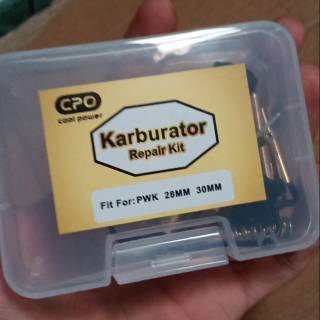 CPO
cool power
Karburator
Repair Kit
Fit For:PWK 28MM 30MM